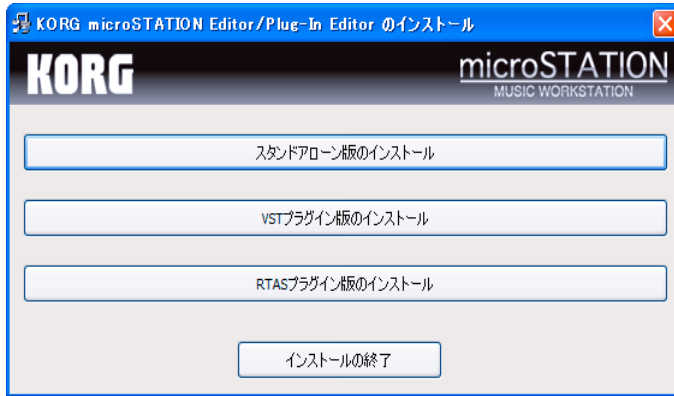 KORG microSTATION Editor/Plug-In Editor のインストール
KORG
microSTATION
MUSIC WORKSTATION
スタンドアローン版のインストール
VSTプラグイン版のインストール
RTASプラグイン版のインストール
インストールの終了